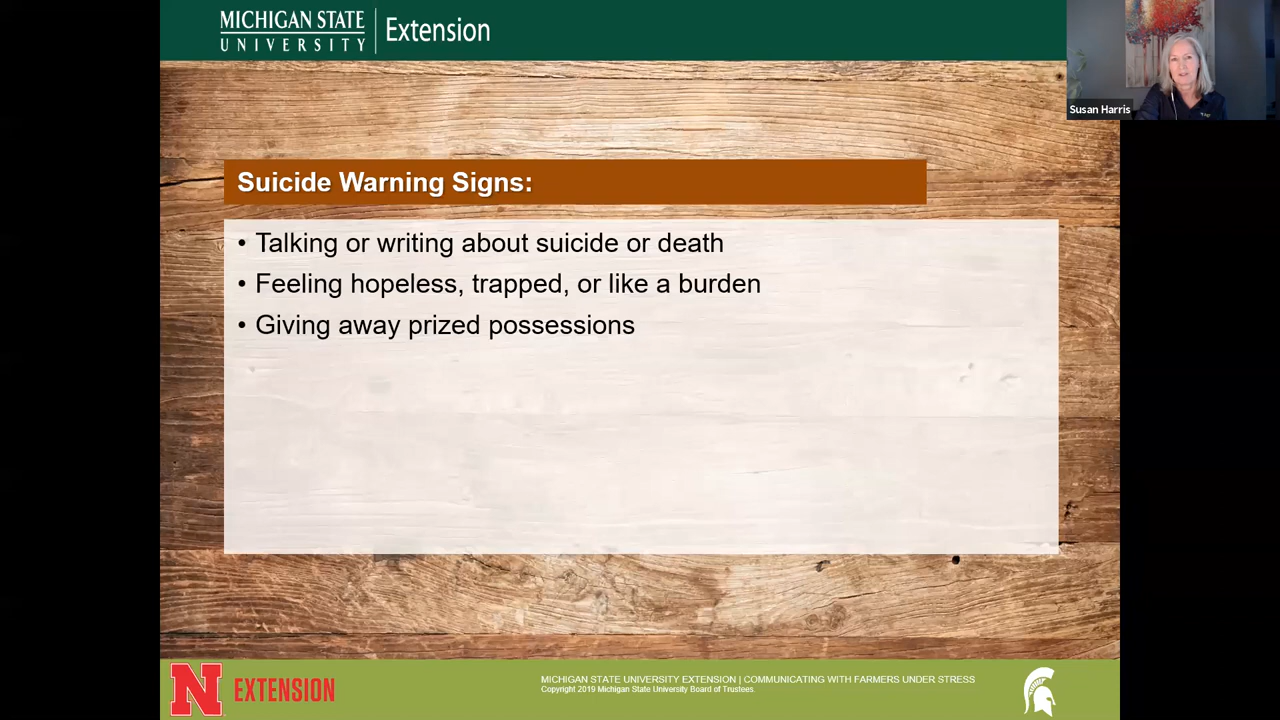 MICHIGAN STATE
UNIVERSITY
Extension
Susan Harris
Suicide Warning Signs:
• Talking or writing about suicide or death
• Feeling hopeless, trapped, or like a burden
• Giving away prized possessions
N EXTENSION
MICHIGAN STATE UNIVERSITY EXTENSION | COMMUNICATING WITH FARMERS UNDER STRESS
Copyright 2019 Michigan State University Board of Trustees